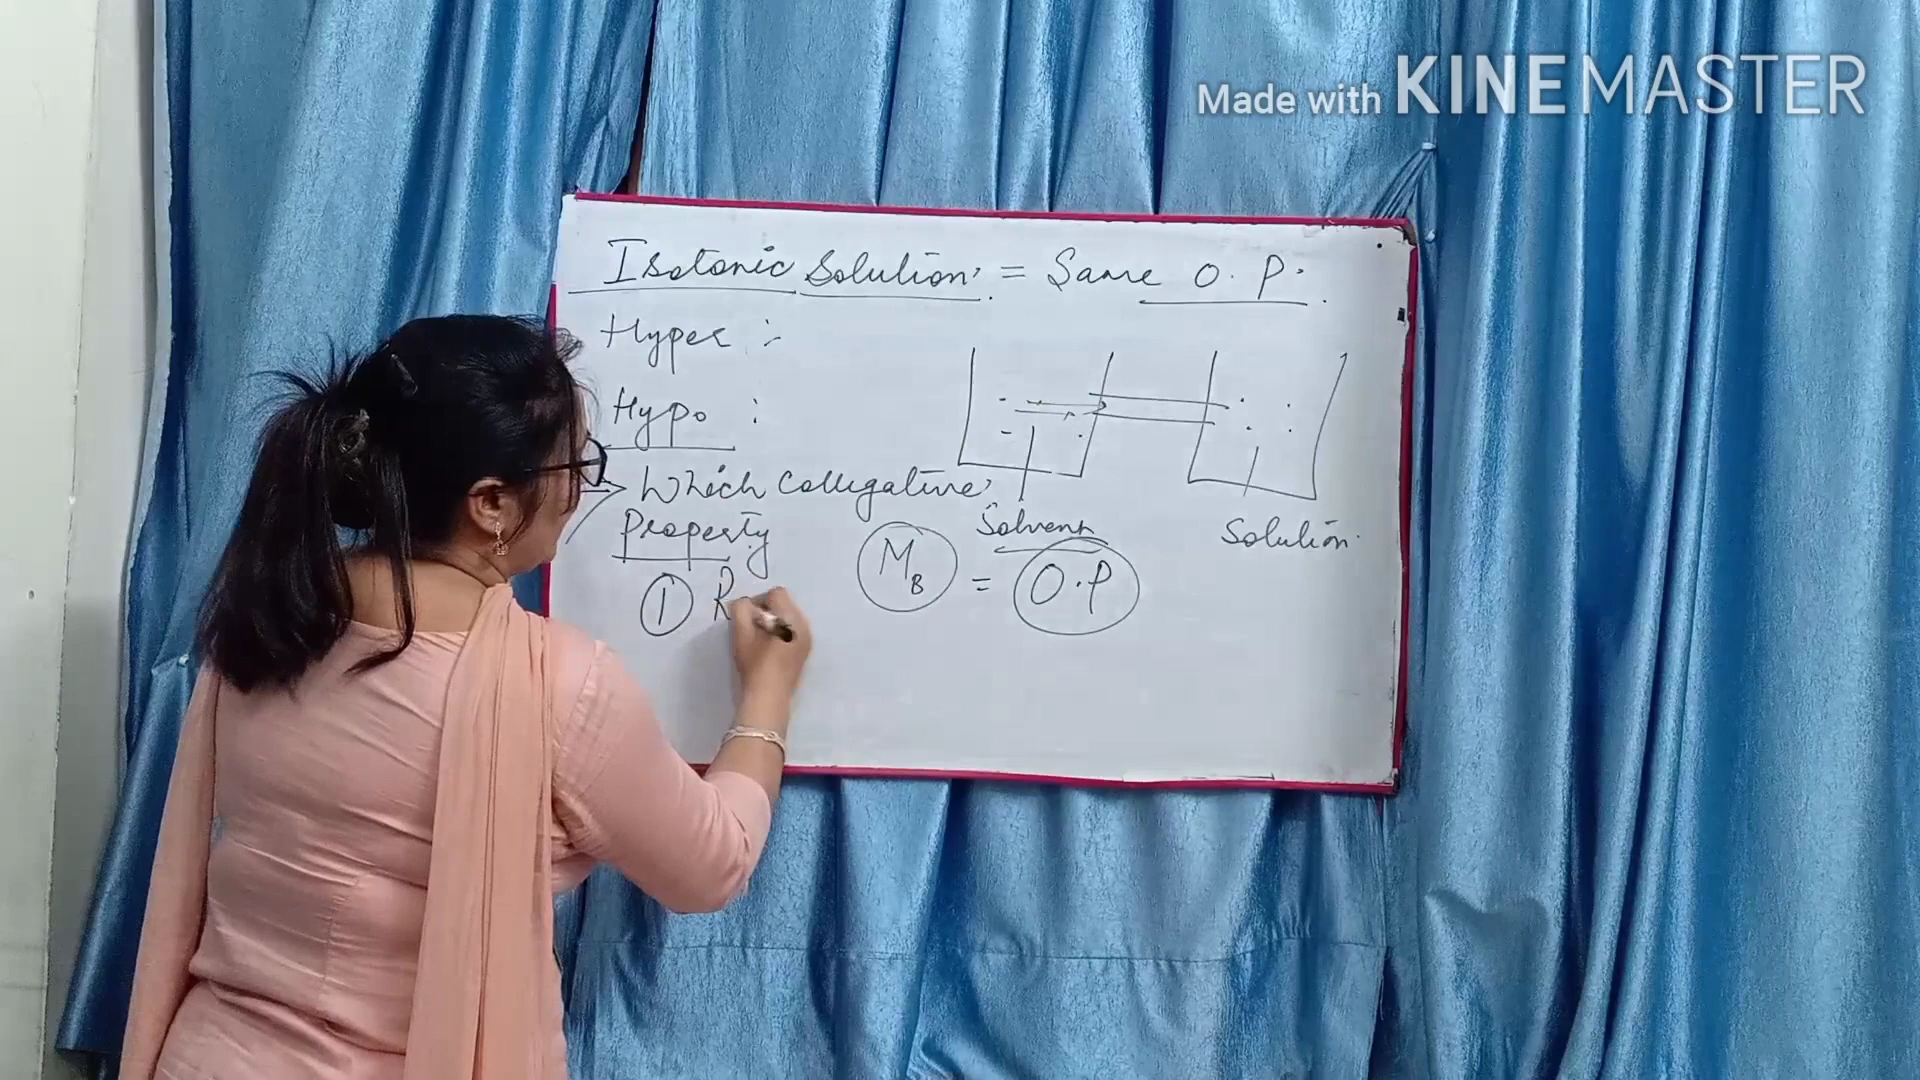 Made with KINEMASTER
Isotonic Solution = Same O.P.
Hyper :-
Hypo :
Which Colligative
Property
Solvent
Solution.
M_B = O.P
① R